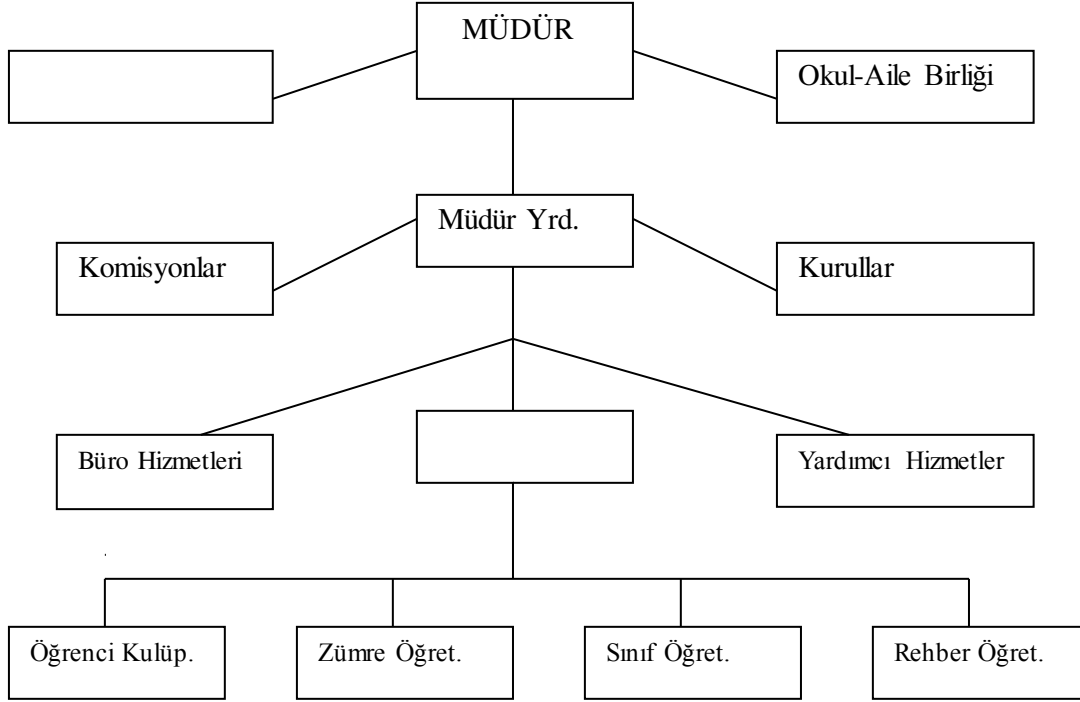 MÜDÜR
Okul-Aile Birliği
Müdür Yrd.
Komisyonlar
Kurullar
Büro Hizmetleri
Yardımcı Hizmetler
Öğrenci Kulüp.
Zümre Öğret.
Sınıf Öğret.
Rehber Öğret.